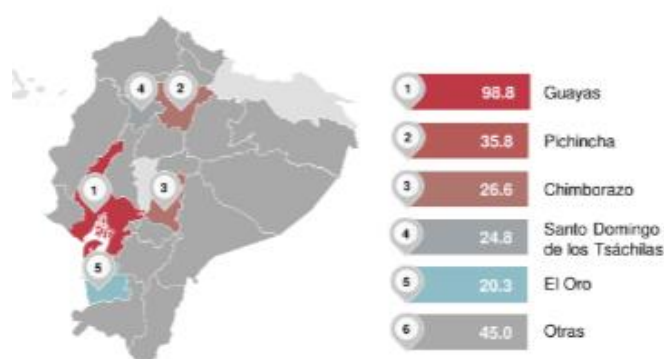 4
2
1
3
5
1 98.8 Guayas
2 35.8 Pichincha
3 26.6 Chimborazo
4 24.8 Santo Domingo
de los Tsáchilas
5 20.3 El Oro
6 45.0 Otras